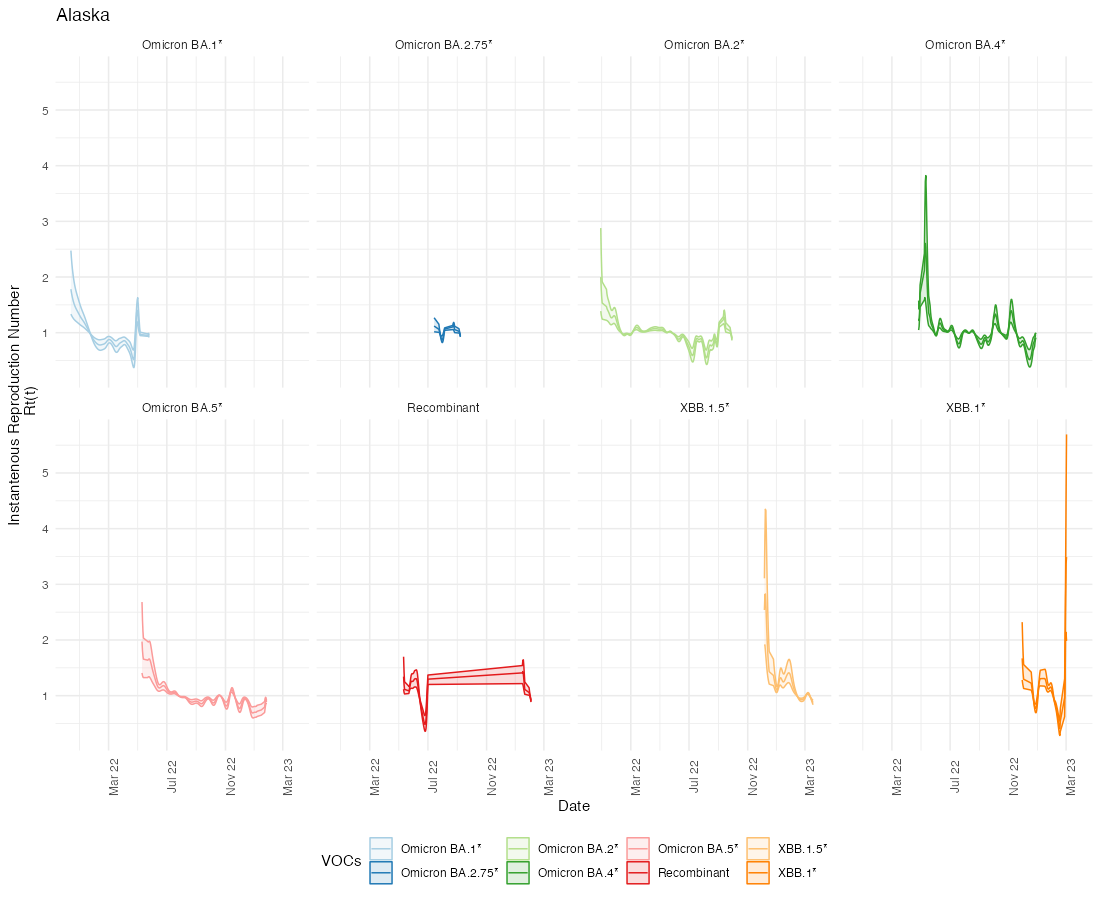 Alaska
Omicron BA.1*
Omicron BA.2.75*
Omicron BA.2*
Omicron BA.4*
5
4
3
2
1
Instantenous Reproduction Number
Rt(t)
Omicron BA.5*
Recombinant
XBB.1.5*
XBB.1*
5
4
3
2
1
Mar 22
Jul 22
Nov 22
Mar 23
Mar 22
Jul 22
Nov 22
Mar 23
Mar 22
Jul 22
Nov 22
Mar 23
Mar 22
Jul 22
Nov 22
Mar 23
Date
VOCs
Omicron BA.1*
Omicron BA.2*
Omicron BA.5*
XBB.1.5*
Omicron BA.2.75*
Omicron BA.4*
Recombinant
XBB.1*